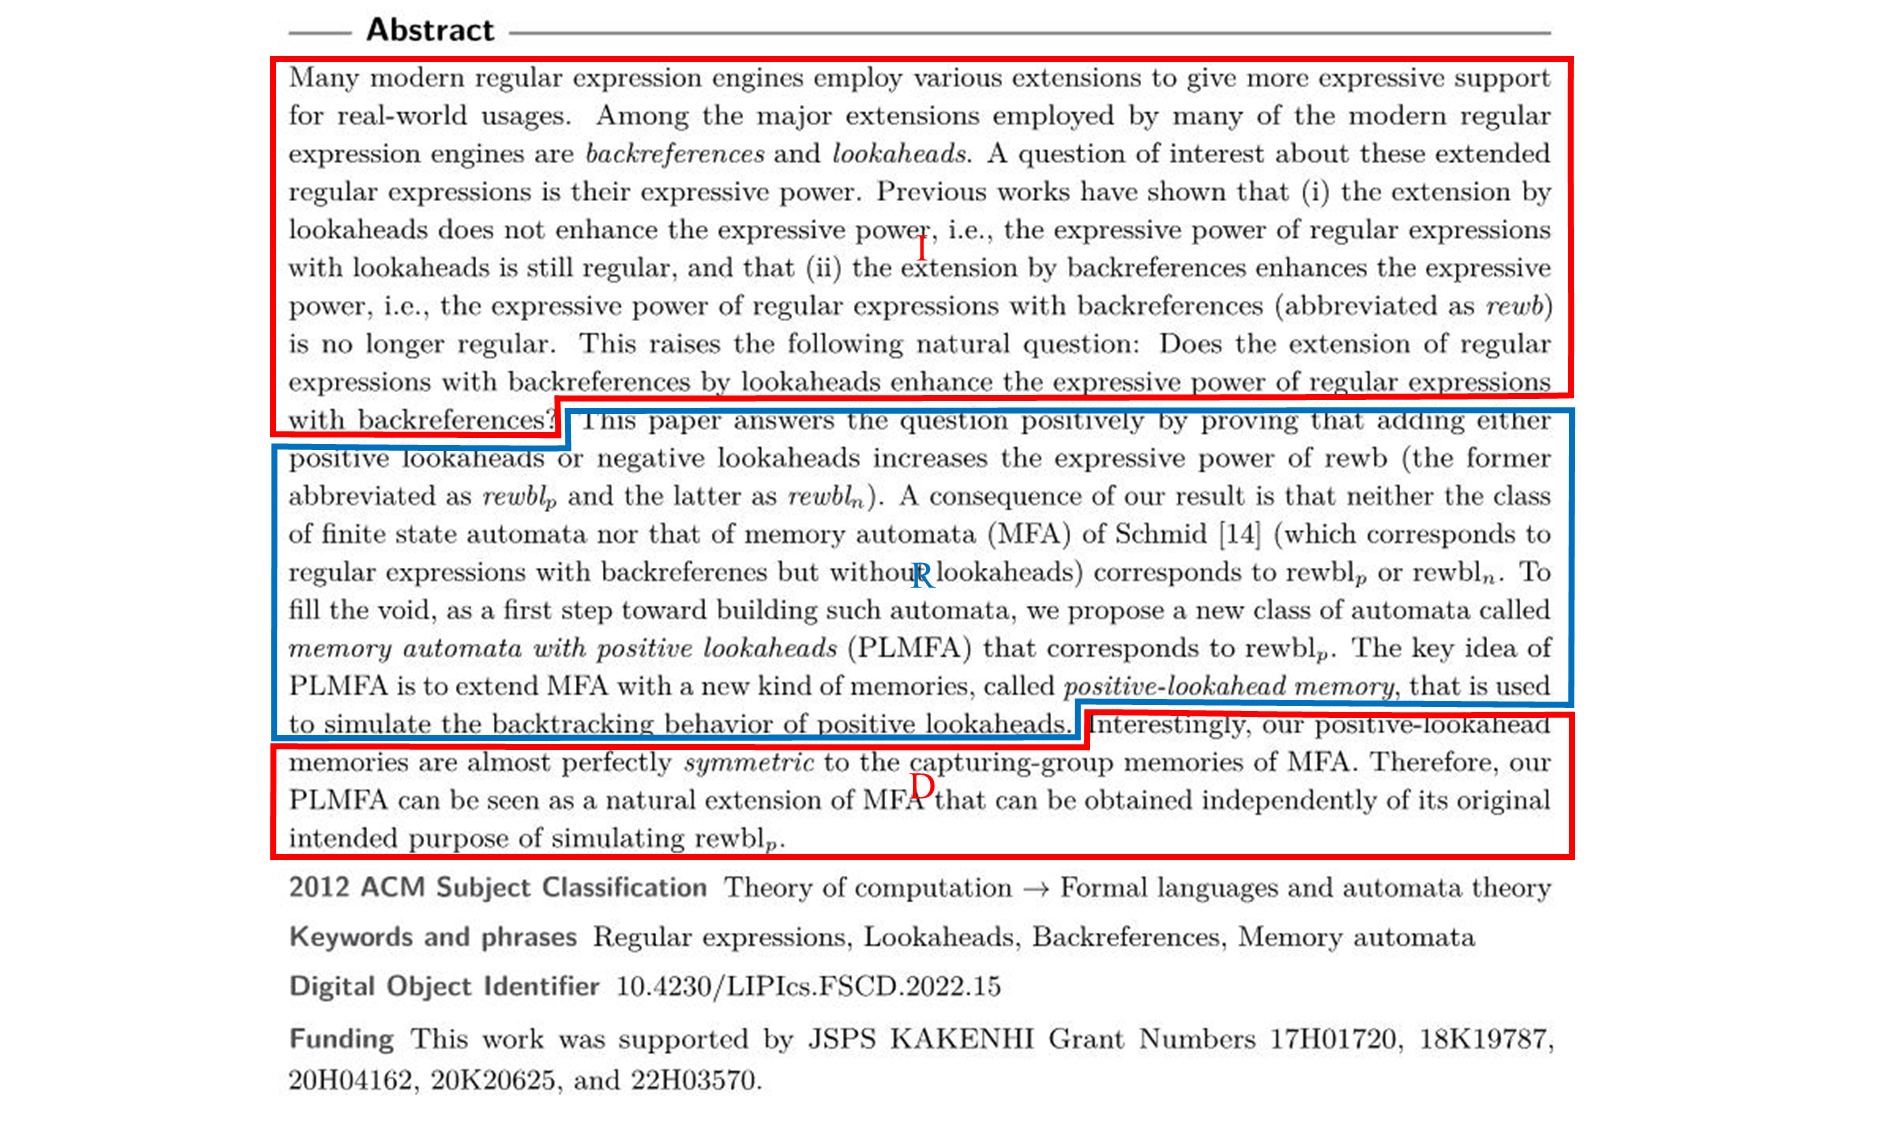 Abstract
Many modern regular expression engines employ various extensions to give more expressive support
for real-world usages. Among the major extensions employed by many of the modern regular
expression engines are backreferences and lookaheads. A question of interest about these extended
regular expressions is their expressive power. Previous works have shown that (i) the extension by
lookaheads does not enhance the expressive power, i.e., the expressive power of regular expressions
I
with lookaheads is still regular, and that (ii) the extension by backreferences enhances the expressive
power, i.e., the expressive power of regular expressions with backreferences (abbreviated as rewb)
is no longer regular. This raises the following natural question: Does the extension of regular
expressions with backreferences by lookaheads enhance the expressive power of regular expressions
with backreferences? This paper answers the question positively by proving that adding either
positive lookaheads or negative lookaheads increases the expressive power of rewb (the former
abbreviated as rewblₚ and the latter as rewblₙ). A consequence of our result is that neither the class
of finite state automata nor that of memory automata (MFA) of Schmid [14] (which corresponds to
regular expressions with backreferenes but without lookaheads) corresponds to rewblₚ or rewblₙ. To
R
fill the void, as a first step toward building such automata, we propose a new class of automata called
memory automata with positive lookaheads (PLMFA) that corresponds to rewblₚ. The key idea of
PLMFA is to extend MFA with a new kind of memories, called positive-lookahead memory, that is used
to simulate the backtracking behavior of positive lookaheads. Interestingly, our positive-lookahead
memories are almost perfectly symmetric to the capturing-group memories of MFA. Therefore, our
D
PLMFA can be seen as a natural extension of MFA that can be obtained independently of its original
intended purpose of simulating rewblₚ.
2012 ACM Subject Classification Theory of computation → Formal languages and automata theory
Keywords and phrases Regular expressions, Lookaheads, Backreferences, Memory automata
Digital Object Identifier 10.4230/LIPIcs.FSCD.2022.15
Funding This work was supported by JSPS KAKENHI Grant Numbers 17H01720, 18K19787,
20H04162, 20K20625, and 22H03570.